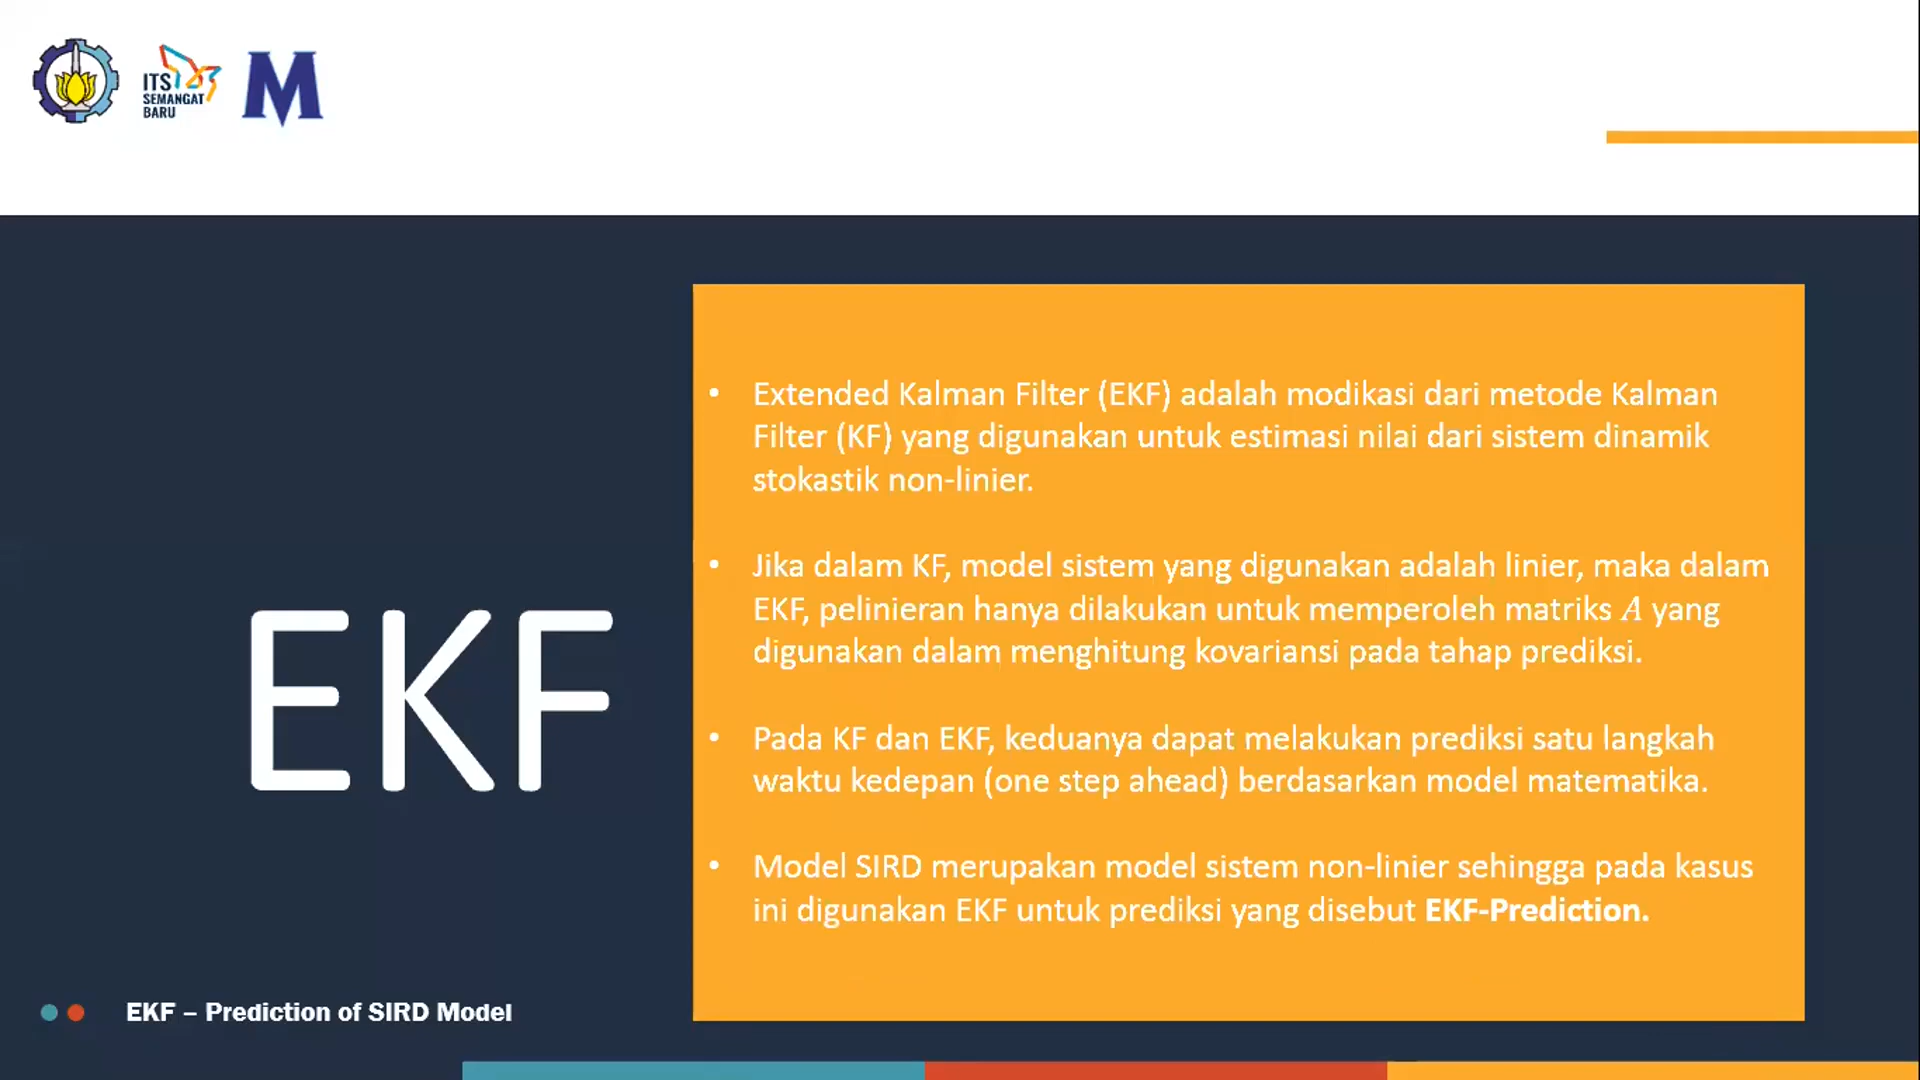 ITS
SEMANGAT
BARU
M
EKF
• Extended Kalman Filter (EKF) adalah modikasi dari metode Kalman
Filter (KF) yang digunakan untuk estimasi nilai dari sistem dinamik
stokastik non-linier.
• Jika dalam KF, model sistem yang digunakan adalah linier, maka dalam
EKF, pelinieran hanya dilakukan untuk memperoleh matriks A yang
digunakan dalam menghitung kovariansi pada tahap prediksi.
• Pada KF dan EKF, keduanya dapat melakukan prediksi satu langkah
waktu kedepan (one step ahead) berdasarkan model matematika.
• Model SIRD merupakan model sistem non-linier sehingga pada kasus
ini digunakan EKF untuk prediksi yang disebut EKF-Prediction.
EKF – Prediction of SIRD Model